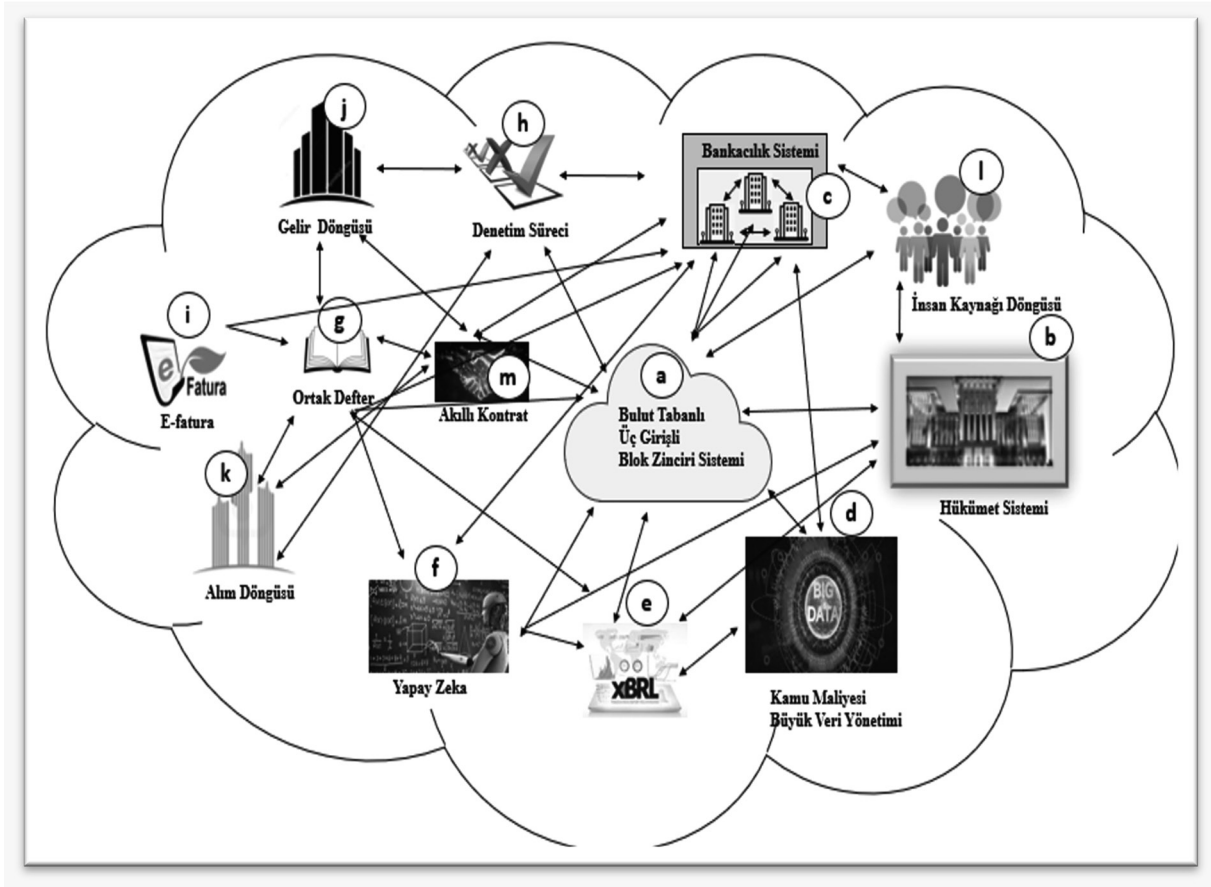 j
h
Bankacılık Sistemi
c
l
Gelir Döngüsü
Denetim Süreci
İnsan Kaynağı Döngüsü
i
g
b
e
Fatura
E-fatura
Ortak Defter
m
Akıllı Kontrat
a
Bulut Tabanlı
Üç Girişli
Blok Zinciri Sistemi
Hükümet Sistemi
k
Alım Döngüsü
f
Yapay Zeka
e
XBRL
d
BIG
DATA
Kamu Maliyesi
Büyük Veri Yönetimi